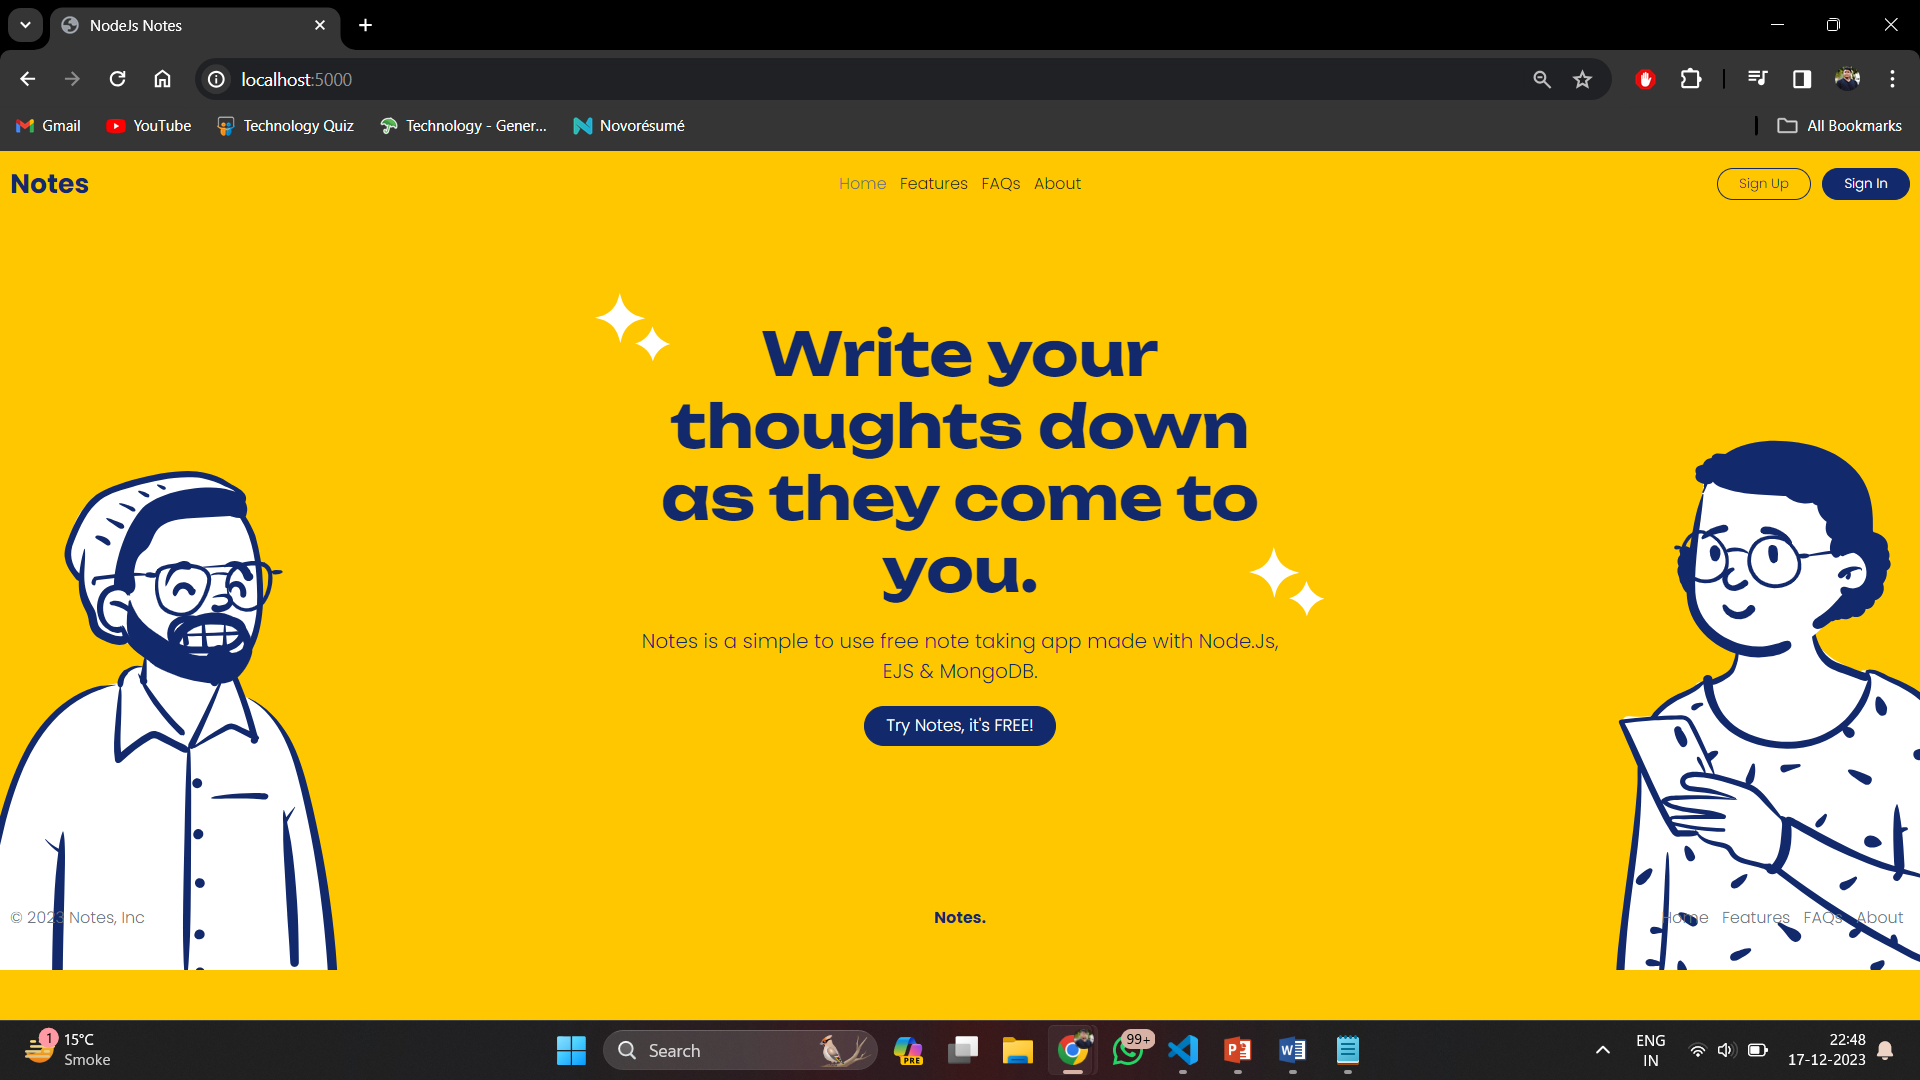 NodeJs Notes
localhost:5000
Gmail YouTube Technology Quiz Technology - Gener... Novorésumé All Bookmarks
Notes Home Features FAQs About Sign Up Sign In
Write your
thoughts down
as they come to
you.
Notes is a simple to use free note taking app made with Node.Js,
EJS & MongoDB.
Try Notes, it's FREE!
© 2023 Notes, Inc Notes. Home Features FAQs About
1 15°C
Smoke
Search
PRE
99+
ENG
IN
22:48
17-12-2023